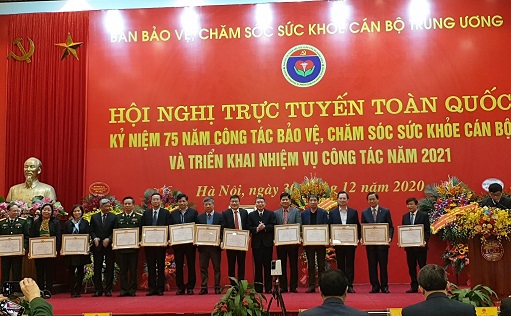 BAN BẢO VỆ, CHĂM SÓC SỨC KHỎE CÁN BỘ TRUNG ƯƠNG
HỘI NGHỊ TRỰC TUYẾN TOÀN QUỐC
KỶ NIỆM 75 NĂM CÔNG TÁC BẢO VỆ, CHĂM SÓC SỨC KHỎE CÁN BỘ
VÀ TRIỂN KHAI NHIỆM VỤ CÔNG TÁC NĂM 2021
Hà Nội, ngày 12 năm 2020